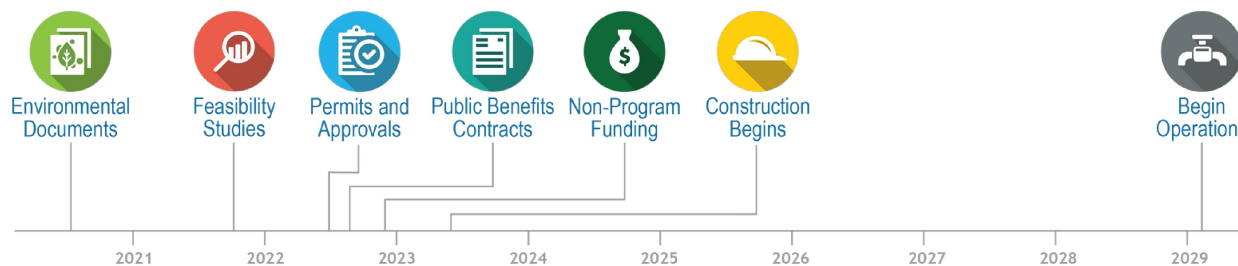 Environmental
Documents
Feasibility
Studies
Permits and
Approvals
Public Benefits
Contracts
Non-Program
Funding
Construction
Begins
Begin
Operation
$
2021
2022
2023
2024
2025
2026
2027
2028
2029